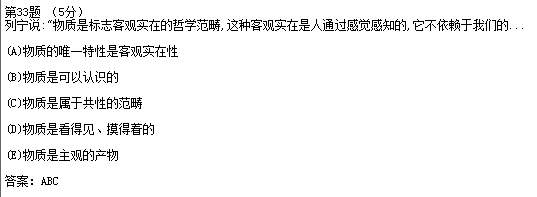 第33题 (5分)
列宁说:“物质是标志客观实在的哲学范畴,这种客观实在是人通过感觉感知的,它不依赖于我们的...
(A)物质的唯一特性是客观实在性
(B)物质是可以认识的
(C)物质是属于共性的范畴
(D)物质是看得见、摸得着的
(E)物质是主观的产物
答案: ABC